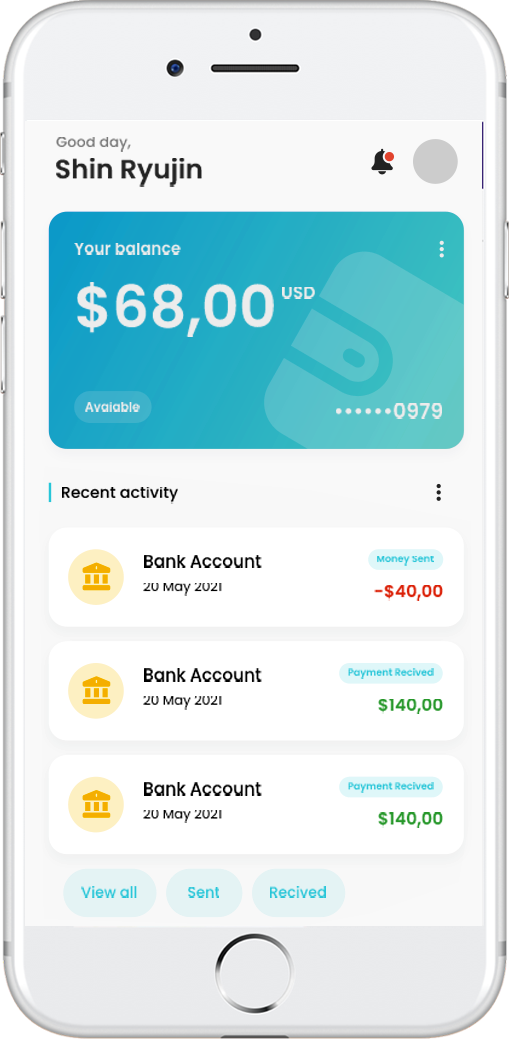 Good day,
Shin Ryujin
Your balance
$68,00 USD
Avaiable
••••••0979
Recent activity
Bank Account
Money Sent
20 May 2021
-$40,00
Bank Account
Payment Recived
20 May 2021
$140,00
Bank Account
Payment Recived
20 May 2021
$140,00
View all
Sent
Recived